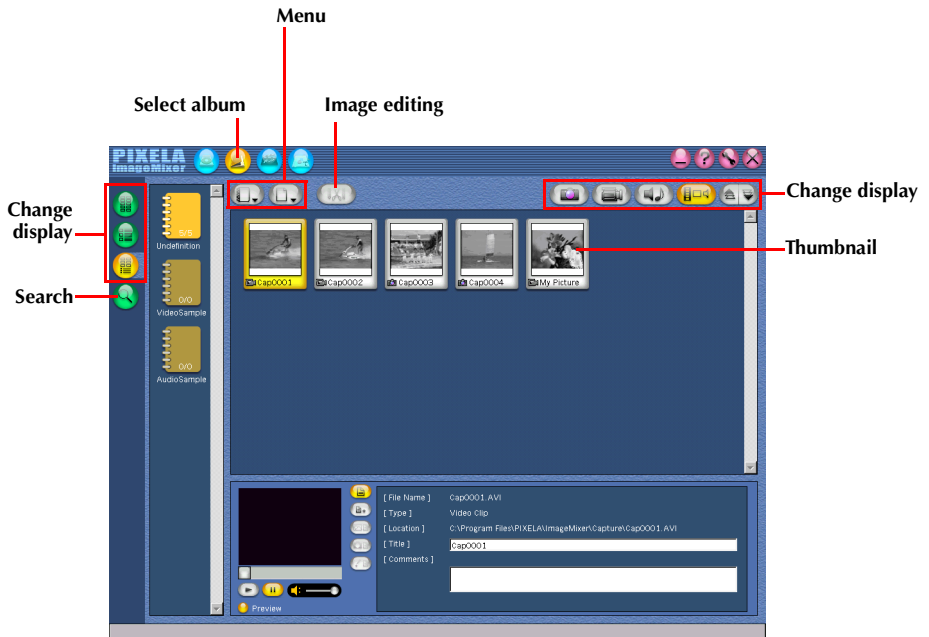 Menu
Select album
Image editing
PIXELA
ImageMixer
Change display
Change display
Thumbnail
Search
5/5
Undefinition
0/0
VideoSample
0/0
AudioSample
Cap0001
Cap0002
Cap0003
Cap0004
My Picture
[ File Name ] Cap0001.AVI
[ Type ] Video Clip
[ Location ] C:\Program Files\PIXELA\ImageMixer\Capture\Cap0001.AVI
[ Title ] Cap0001
[ Comments ]
Preview